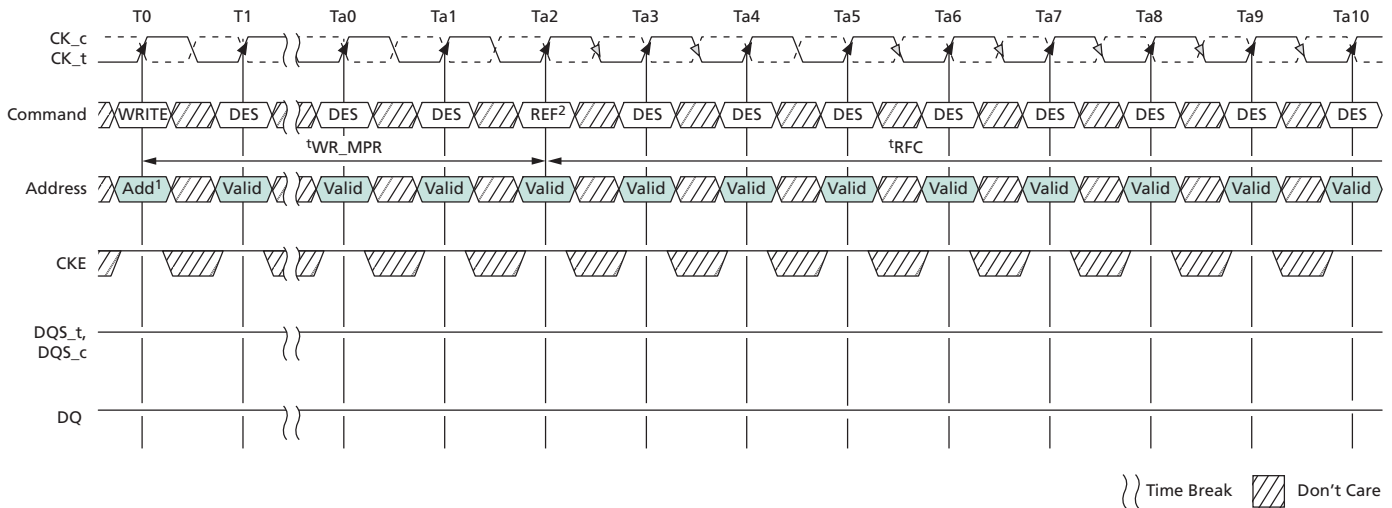 T0 T1 Ta0 Ta1 Ta2 Ta3 Ta4 Ta5 Ta6 Ta7 Ta8 Ta9 Ta10
CK_c
CK_t
Command WRITE DES DES DES REF² DES DES DES DES DES DES DES DES
tWR_MPR tRFC
Address Add¹ Valid Valid Valid Valid Valid Valid Valid Valid Valid Valid Valid Valid
CKE
DQS_t,
DQS_c
DQ
Time Break Don't Care